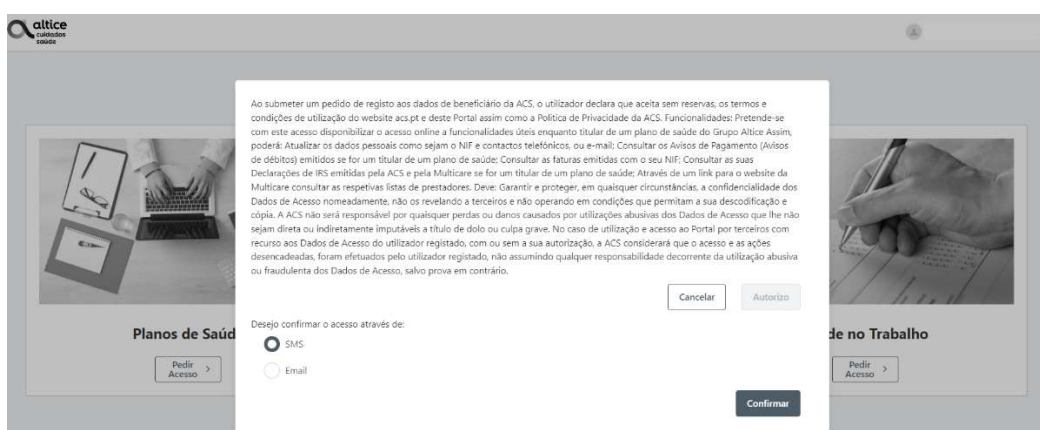 altice
cuidados
saúde
Ao submeter um pedido de registo aos dados de beneficiário da ACS, o utilizador declara que aceita sem reservas, os termos e
condições de utilização do website acs.pt e deste Portal assim como a Política de Privacidade da ACS. Funcionalidades: Pretende-se
com este acesso disponibilizar o acesso online a funcionalidades úteis enquanto titular de um plano de saúde do Grupo Altice Assim,
poderá: Atualizar os dados pessoais como sejam o NIF e contactos telefónicos, ou e-mail; Consultar os Avisos de Pagamento (Avisos
de débitos) emitidos se for um titular de um plano de saúde; Consultar as faturas emitidas com o seu NIF; Consultar as suas
Declarações de IRS emitidas pela ACS e pela Multicare se for um titular de um plano de saúde; Através de um link para o website da
Multicare consultar as respetivas listas de prestadores. Deve: Garantir e proteger, em quaisquer circunstâncias, a confidencialidade dos
Dados de Acesso nomeadamente, não os revelando a terceiros e não operando em condições que permitam a sua descodificação e
cópia. A ACS não será responsável por quaisquer perdas ou danos causados por utilizações abusivas dos Dados de Acesso que lhe não
sejam direta ou indiretamente imputáveis a título de dolo ou culpa grave. No caso de utilização e acesso ao Portal por terceiros com
recurso aos Dados de Acesso do utilizador registado, com ou sem a sua autorização, a ACS considerará que o acesso e as ações
desencadeadas, foram efetuados pelo utilizador registado, não assumindo qualquer responsabilidade decorrente da utilização abusiva
ou fraudulenta dos Dados de Acesso, salvo prova em contrário.
Cancelar
Autorizo
Desejo confirmar o acesso através de:
SMS
Email
Confirmar
Planos de Saúd
Pedir
Acesso
de no Trabalho
Pedir
Acesso